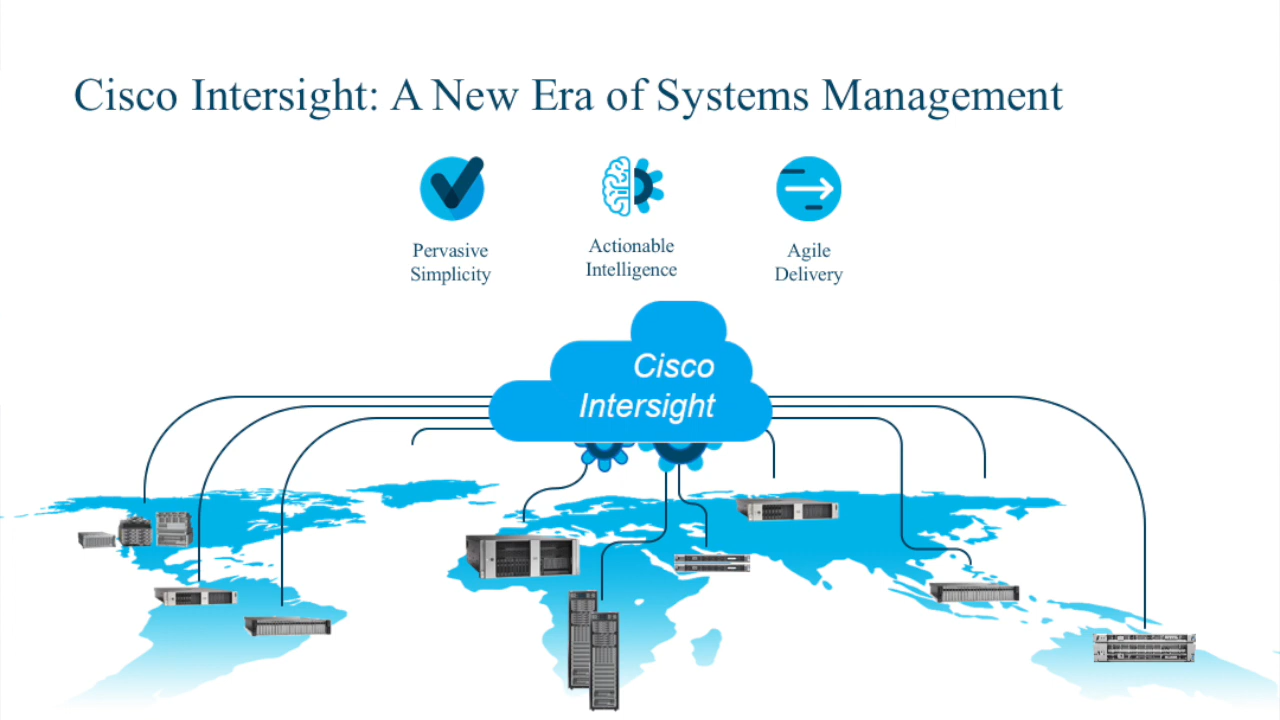 Cisco Intersight: A New Era of Systems Management
Pervasive
Simplicity
Actionable
Intelligence
Agile
Delivery
Cisco
Intersight